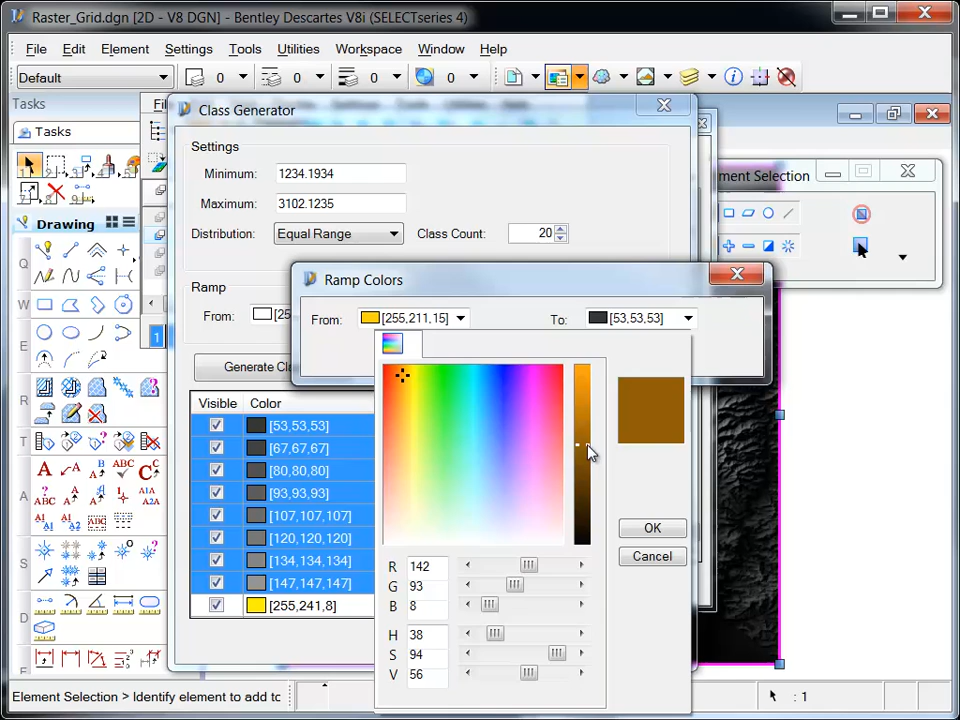 Raster_Grid.dgn [2D - V8 DGN] - Bentley Descartes V8i (SELECTseries 4)
File Edit Element Settings Tools Utilities Workspace Window Help
Default 0 0 0 0
Tasks
Tasks
Drawing
Q
W
E
R
T
A
S
D
F
Class Generator
Settings
Minimum: 1234.1934
Maximum: 3102.1235
Distribution: Equal Range Class Count: 20
Ramp
From:
Generate
ment Selection
Ramp Colors
From: [255,211,15] To: [53,53,53]
Visible Color
[53,53,53]
[67,67,67]
[80,80,80]
[93,93,93]
[107,107,107]
[120,120,120]
[134,134,134]
[147,147,147]
[255,241,8]
OK
Cancel
R 142
G 93
B 8
H 38
S 94
V 56
Element Selection > Identify element to add to
: 1